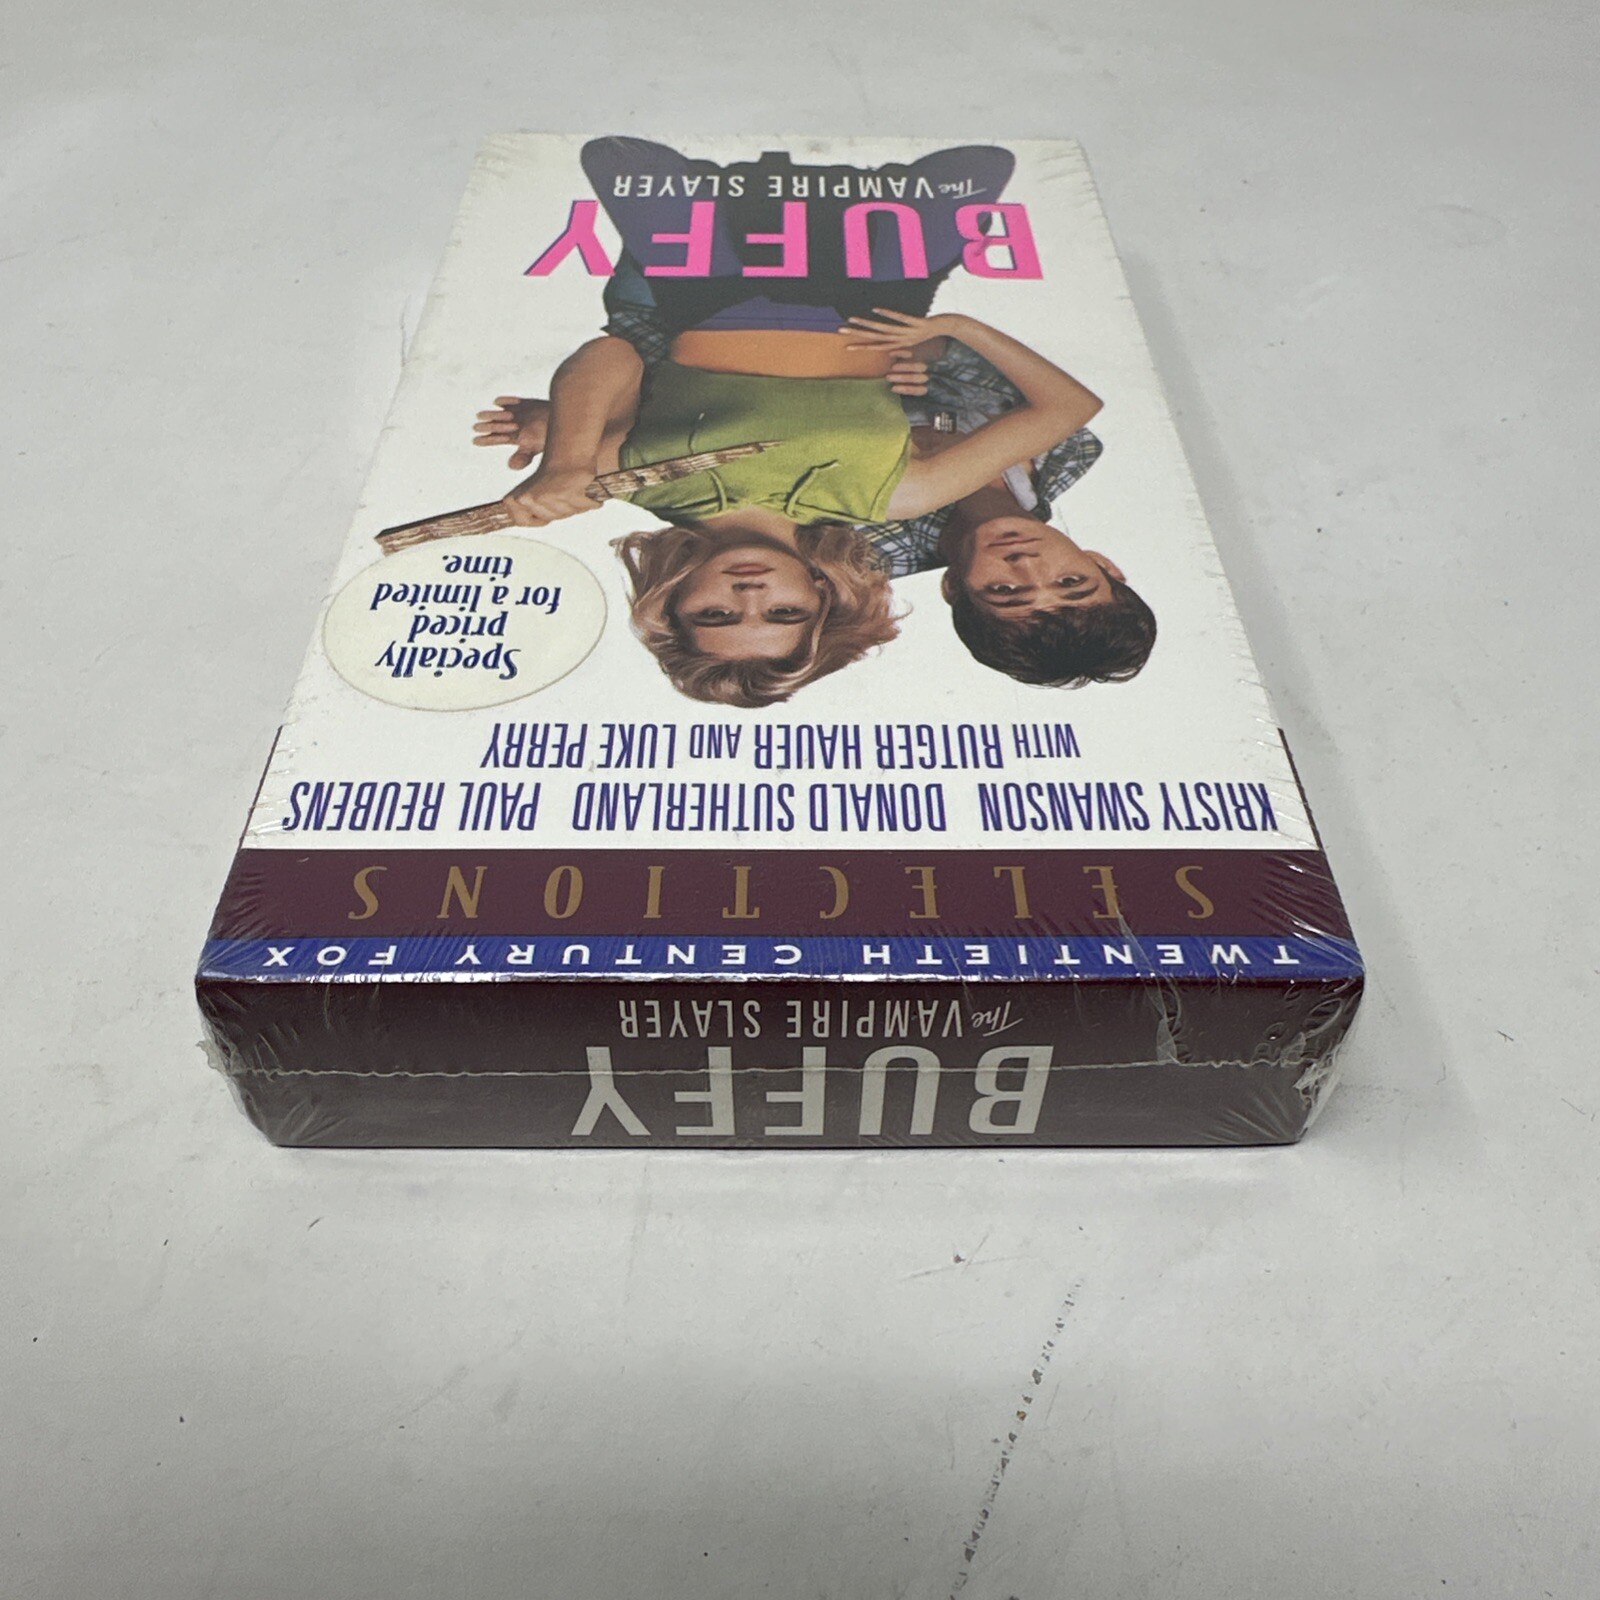 BUFFY
The VAMPIRE SLAYER
TWENTIETH CENTURY FOX
SELECTIONS
KRISTY SWANSON DONALD SUTHERLAND PAUL REUBENS
WITH RUTGER HAUER AND LUKE PERRY
Specially
priced
for a limited
time.
BUFFY
The VAMPIRE SLAYER